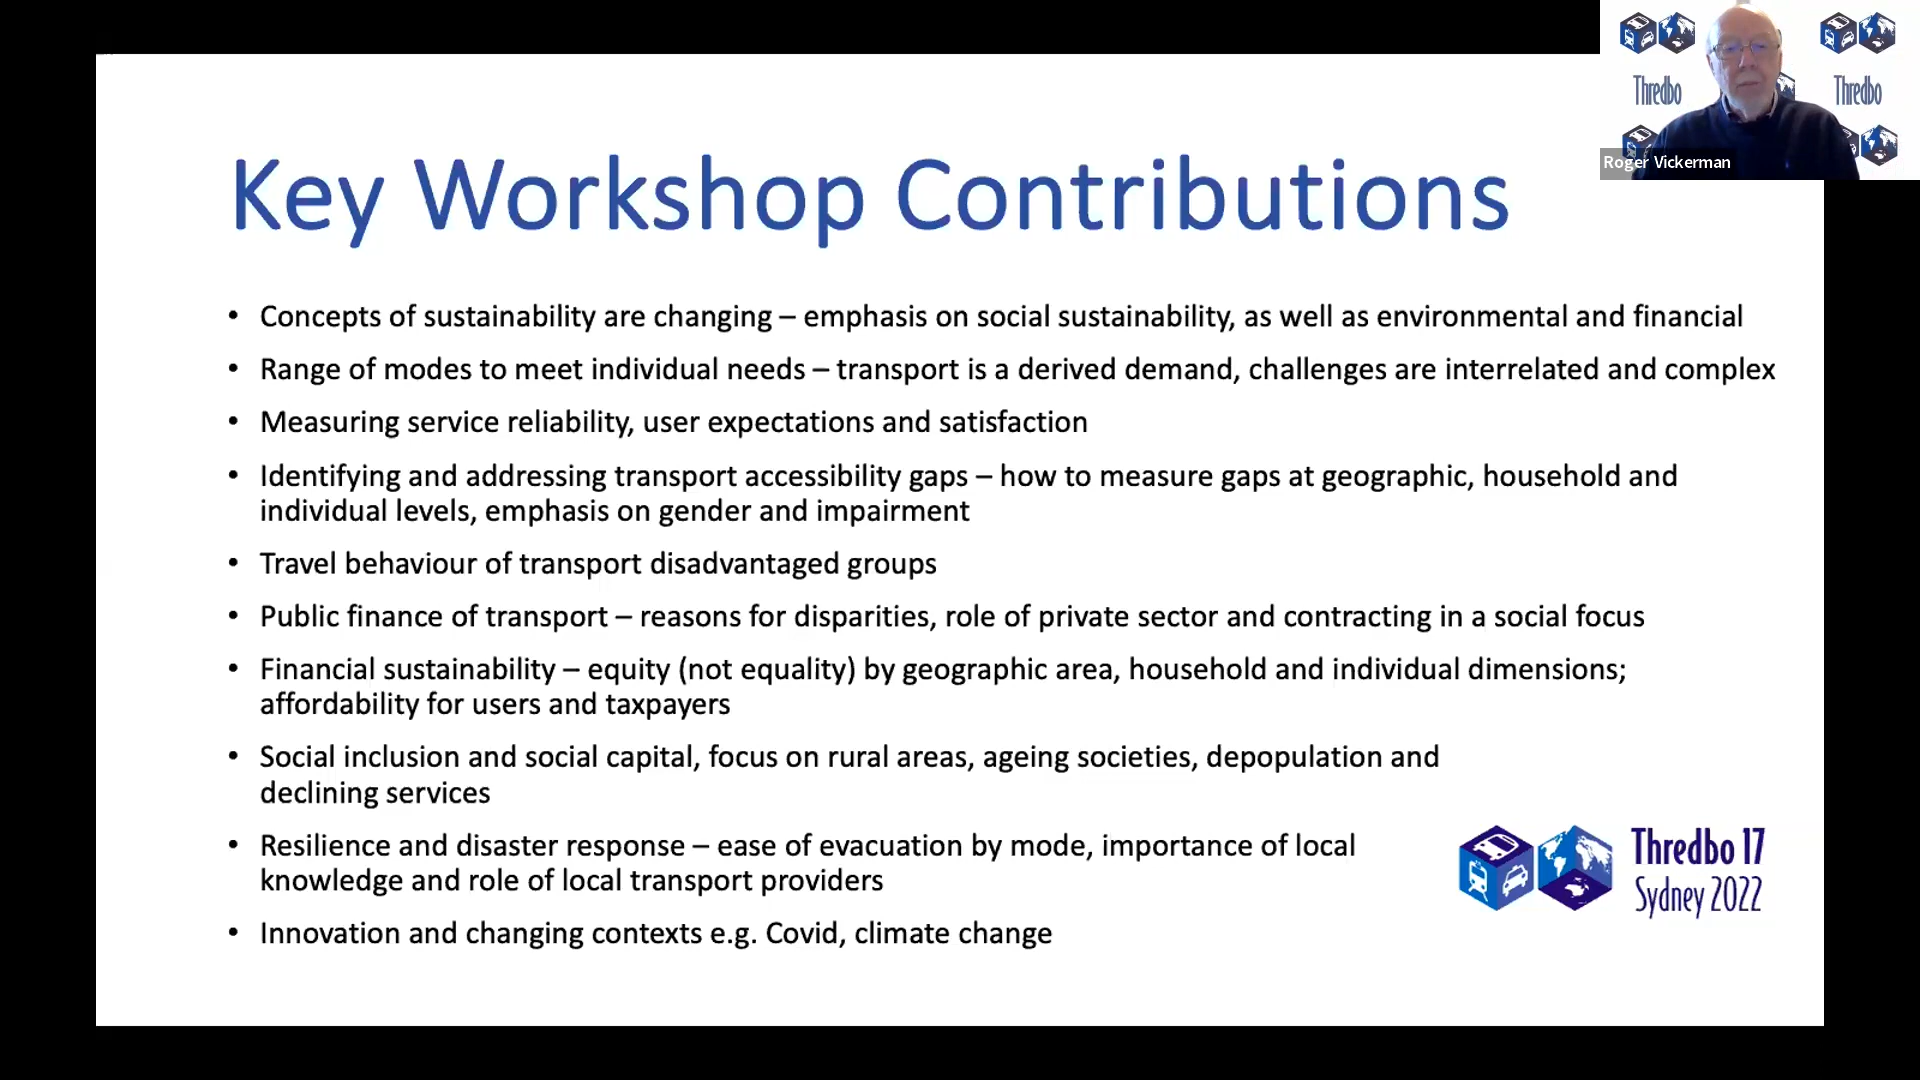 Thredbo
Thredbo
Roger Vickerman
Key Workshop Contributions
• Concepts of sustainability are changing – emphasis on social sustainability, as well as environmental and financial
• Range of modes to meet individual needs – transport is a derived demand, challenges are interrelated and complex
• Measuring service reliability, user expectations and satisfaction
• Identifying and addressing transport accessibility gaps – how to measure gaps at geographic, household and
individual levels, emphasis on gender and impairment
• Travel behaviour of transport disadvantaged groups
• Public finance of transport – reasons for disparities, role of private sector and contracting in a social focus
• Financial sustainability – equity (not equality) by geographic area, household and individual dimensions;
affordability for users and taxpayers
• Social inclusion and social capital, focus on rural areas, ageing societies, depopulation and
declining services
• Resilience and disaster response – ease of evacuation by mode, importance of local
knowledge and role of local transport providers
• Innovation and changing contexts e.g. Covid, climate change
Thredbo 17
Sydney 2022